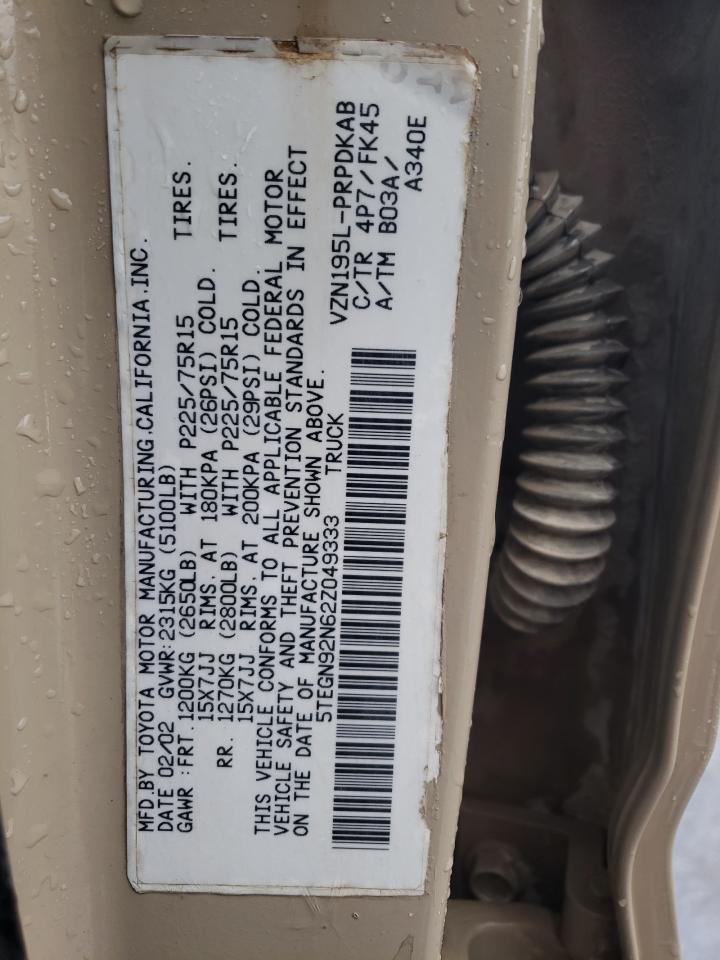 MFD.BY TOYOTA MOTOR MANUFACTURING.CALIFORNIA.INC.
DATE 02/02 GVWR:2315KG (5100LB)
GAWR :FRT.1200KG (2650LB) WITH P225/75R15 TIRES.
15X7JJ RIMS. AT 180KPA (26PSI) COLD.
RR. 1270KG (2800LB) WITH P225/75R15 TIRES.
15X7JJ RIMS. AT 200KPA (29PSI) COLD.
THIS VEHICLE CONFORMS TO ALL APPLICABLE FEDERAL MOTOR
VEHICLE SAFETY AND THEFT PREVENTION STANDARDS IN EFFECT
ON THE DATE OF MANUFACTURE SHOWN ABOVE.
5TEGN92N62Z049333 TRUCK
VZN195L-PRPDKAB
C/TR 4P7/FK45
A/TM B03A/
A340E